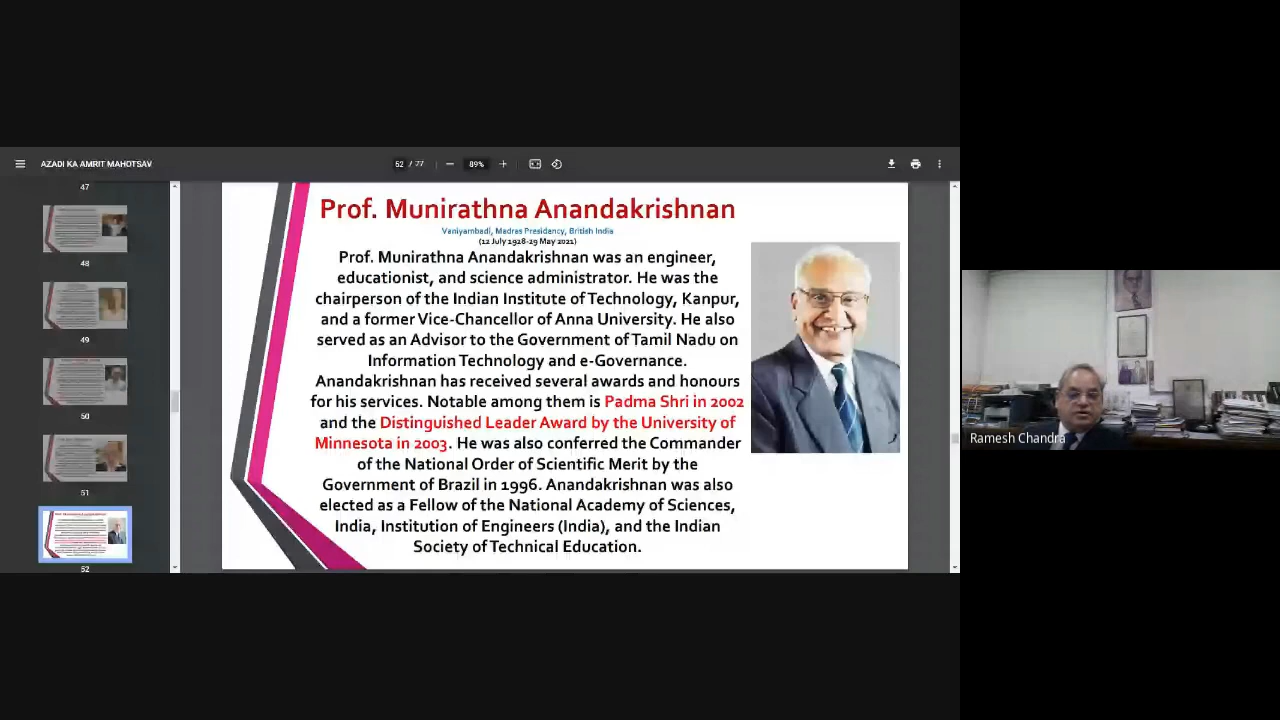 AZADI KA AMRIT MAHOTSAV
52 / 77
89%
47
48
49
50
51
52
Prof. Munirathna Anandakrishnan
Vaniyambadi, Madras Presidency, British India
(12 July 1928-29 May 2021)
Prof. Munirathna Anandakrishnan was an engineer,
educationist, and science administrator. He was the
chairperson of the Indian Institute of Technology, Kanpur,
and a former Vice-Chancellor of Anna University. He also
served as an Advisor to the Government of Tamil Nadu on
Information Technology and e-Governance.
Anandakrishnan has received several awards and honours
for his services. Notable among them is Padma Shri in 2002
and the Distinguished Leader Award by the University of
Minnesota in 2003. He was also conferred the Commander
of the National Order of Scientific Merit by the
Government of Brazil in 1996. Anandakrishnan was also
elected as a Fellow of the National Academy of Sciences,
India, Institution of Engineers (India), and the Indian
Society of Technical Education.
Ramesh Chandra